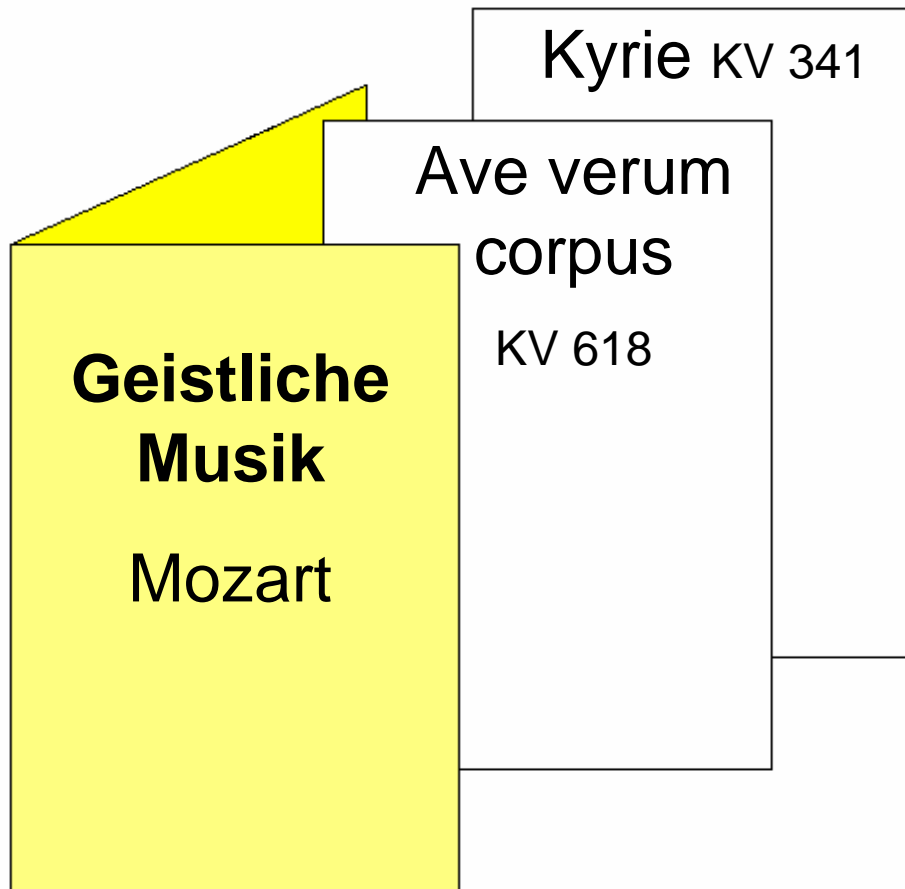 Kyrie KV 341
Ave verum
corpus
KV 618
Geistliche
Musik
Mozart